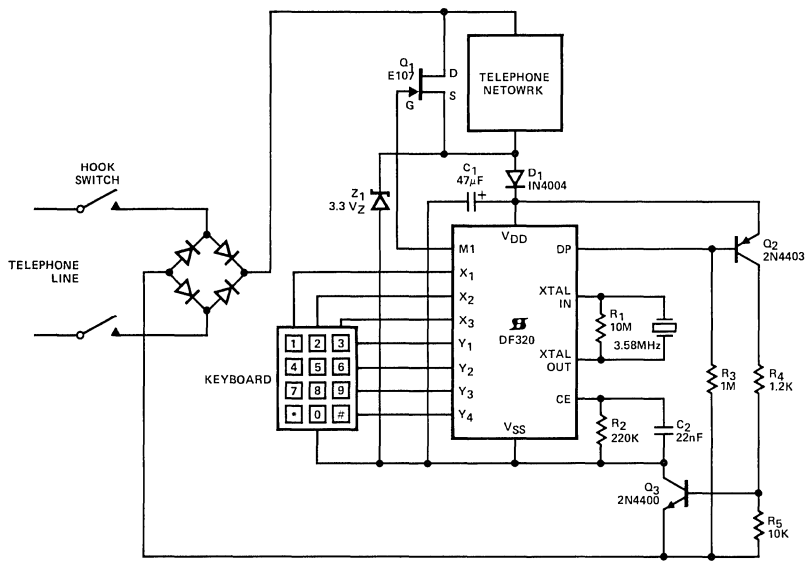 Q1
E107
D
S
G
TELEPHONE
NETOWRK
HOOK
SWITCH
TELEPHONE
LINE
Z1
3.3 VZ
C1
47µF
+
D1
IN4004
VDD
M1
X1
X2
X3
Y1
Y2
Y3
Y4
DP
XTAL
IN
DF320
XTAL
OUT
CE
VSS
R1
10M
3.58MHz
R2
220K
C2
22nF
Q2
2N4403
R3
1M
R4
1.2K
Q3
2N4400
R5
10K
KEYBOARD
1 2 3
4 5 6
7 8 9
* 0 #